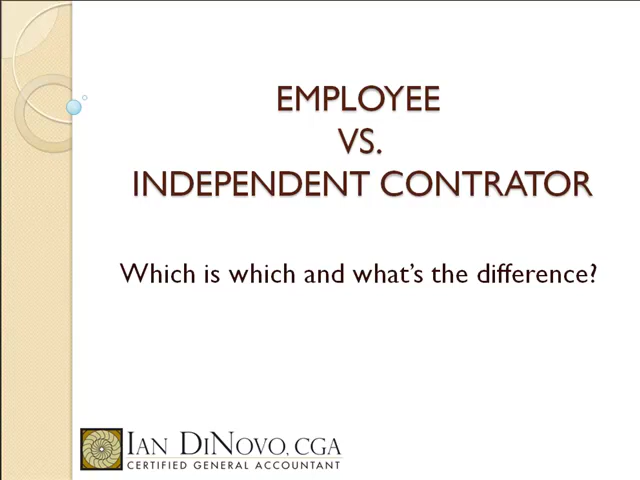 EMPLOYEE
VS.
INDEPENDENT CONTRATOR
Which is which and what's the difference?
IAN DINOVO, CGA
CERTIFIED GENERAL ACCOUNTANT